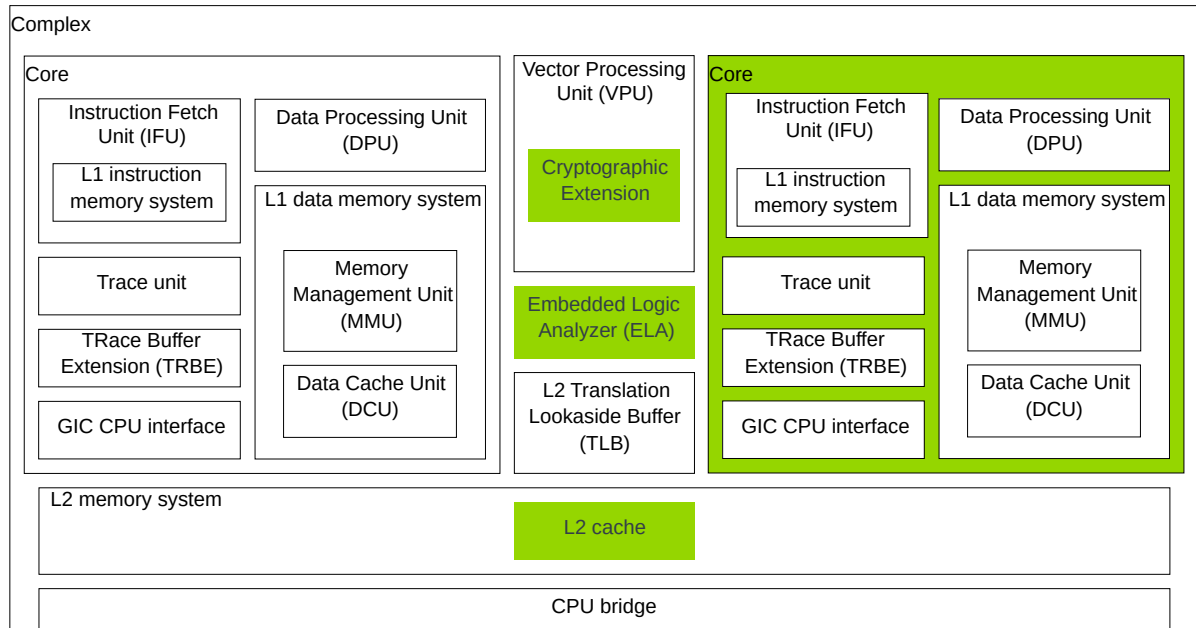 Complex
Core
Instruction Fetch
Unit (IFU)
L1 instruction
memory system
Trace unit
TRace Buffer
Extension (TRBE)
GIC CPU interface
Data Processing Unit
(DPU)
L1 data memory system
Memory
Management Unit
(MMU)
Data Cache Unit
(DCU)
Vector Processing
Unit (VPU)
Cryptographic
Extension
Embedded Logic
Analyzer (ELA)
L2 Translation
Lookaside Buffer
(TLB)
Core
Instruction Fetch
Unit (IFU)
L1 instruction
memory system
Trace unit
TRace Buffer
Extension (TRBE)
GIC CPU interface
Data Processing Unit
(DPU)
L1 data memory system
Memory
Management Unit
(MMU)
Data Cache Unit
(DCU)
L2 memory system
L2 cache
CPU bridge